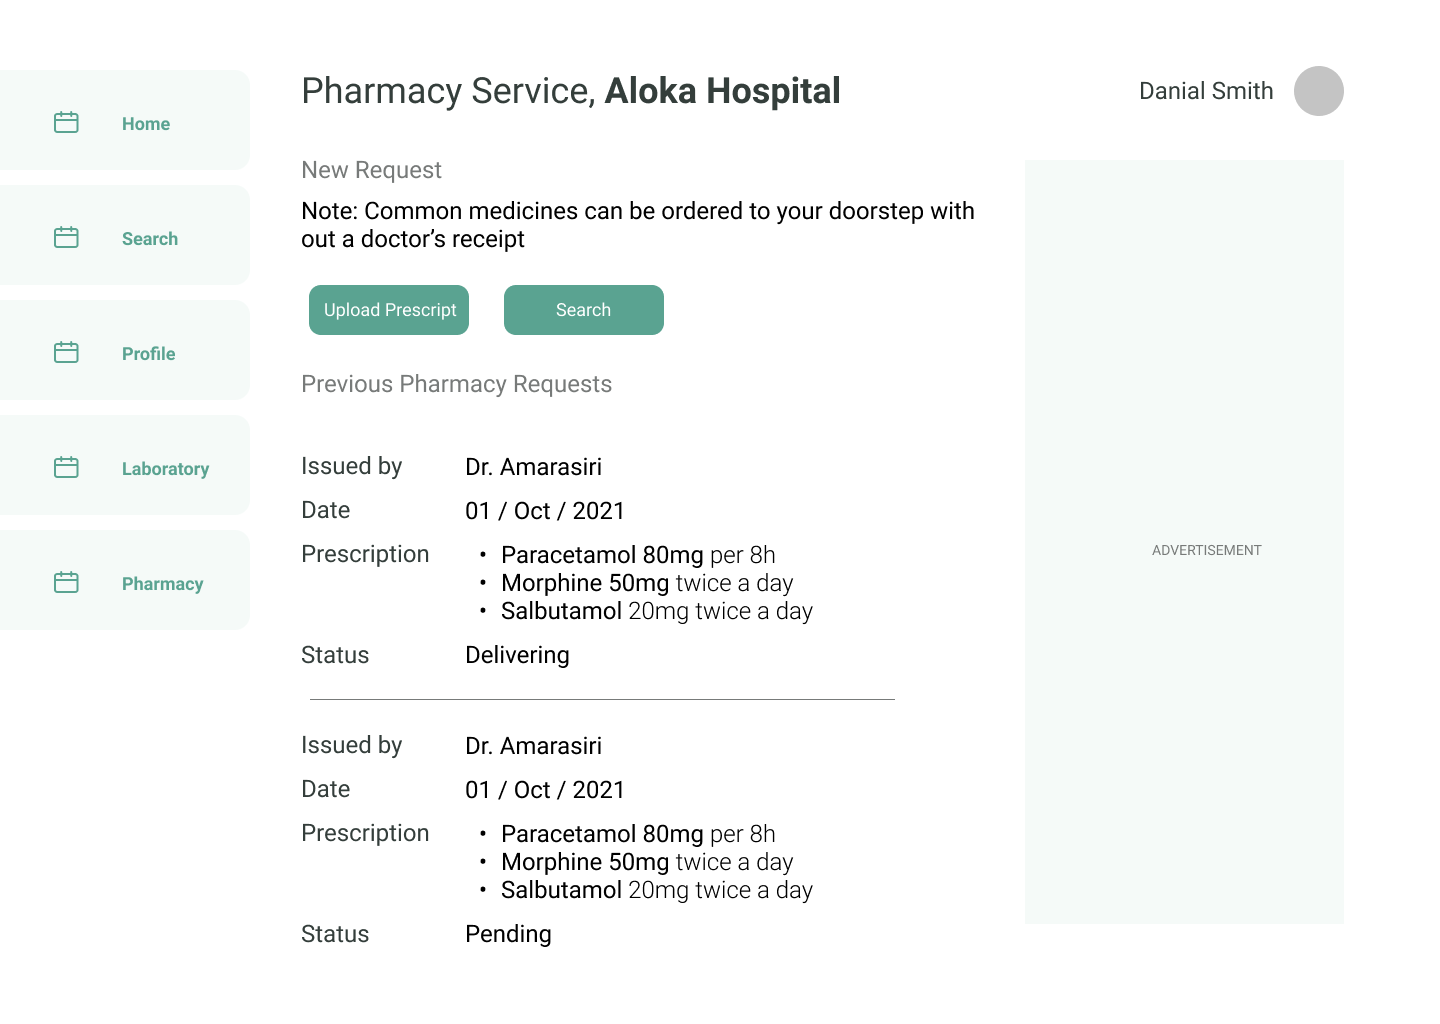 Pharmacy Service, Aloka Hospital
Danial Smith
Home
Search
Profile
Laboratory
Pharmacy
New Request
Note: Common medicines can be ordered to your doorstep with
out a doctor’s receipt
Upload Prescript
Search
Previous Pharmacy Requests
Issued by Dr. Amarasiri
Date 01 / Oct / 2021
Prescription • Paracetamol 80mg per 8h
• Morphine 50mg twice a day
• Salbutamol 20mg twice a day
Status Delivering
Issued by Dr. Amarasiri
Date 01 / Oct / 2021
Prescription • Paracetamol 80mg per 8h
• Morphine 50mg twice a day
• Salbutamol 20mg twice a day
Status Pending
ADVERTISEMENT